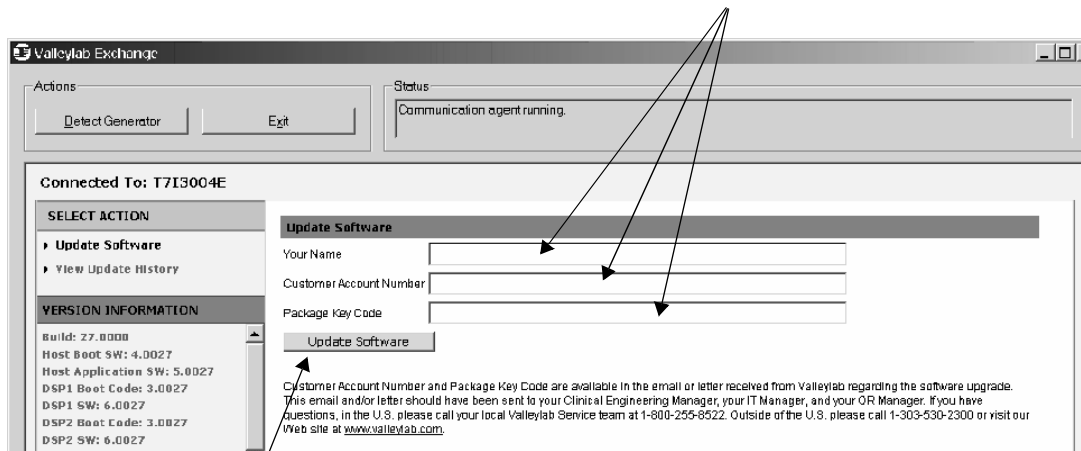 Valleylab Exchange
Actions
Detect Generator
Exit
Status
Communication agent running.
Connected To: T7I3004E
SELECT ACTION
Update Software
View Update History
VERSION INFORMATION
Build: 27.0000
Host Boot SW: 4.0027
Host Application SW: 5.0027
DSP1 Boot Code: 3.0027
DSP1 SW: 6.0027
DSP2 Boot Code: 3.0027
DSP2 SW: 6.0027
Update Software
Your Name
Customer Account Number
Package Key Code
Update Software
Customer Account Number and Package Key Code are available in the email or letter received from Valleylab regarding the software upgrade.
This email and/or letter should have been sent to your Clinical Engineering Manager, your IT Manager, and your OR Manager. If you have
questions, in the U.S. please call your local Valleylab Service team at 1-800-255-8522. Outside of the U.S. please call 1-303-530-2300 or visit our
Web site at www.valleylab.com.